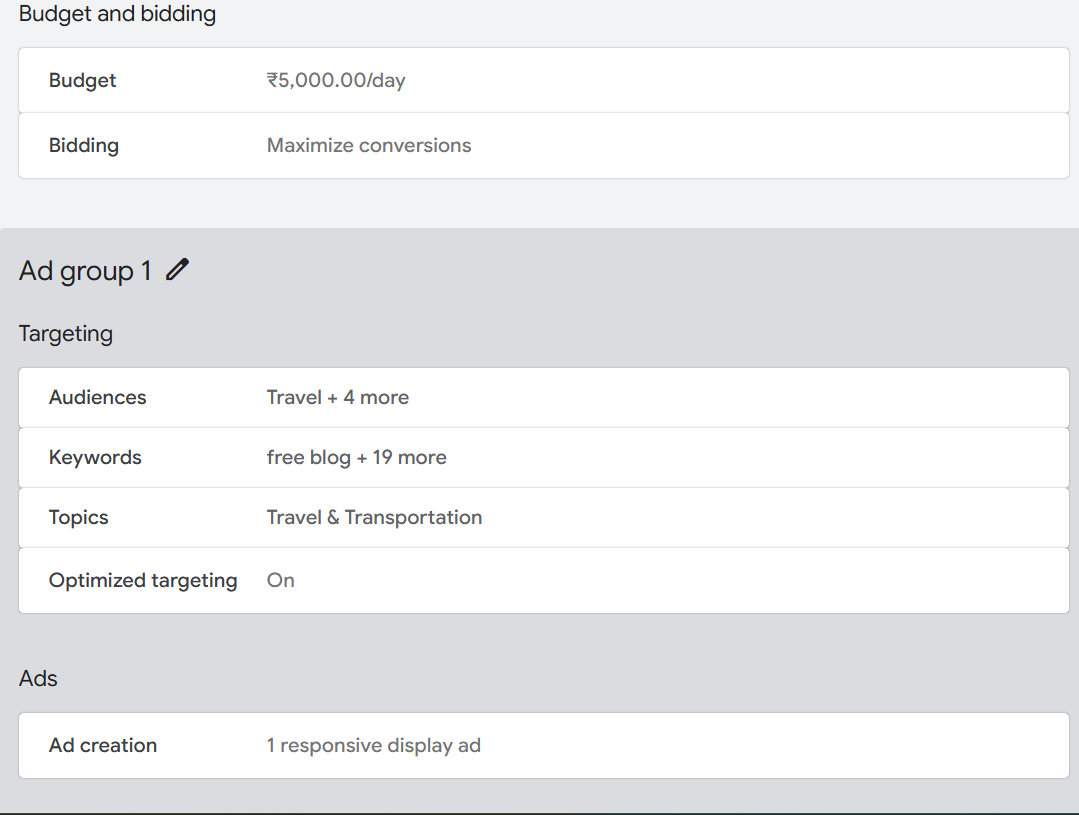 Budget and bidding
Budget ₹5,000.00/day
Bidding Maximize conversions
Ad group 1
Targeting
Audiences Travel + 4 more
Keywords free blog + 19 more
Topics Travel & Transportation
Optimized targeting On
Ads
Ad creation 1 responsive display ad